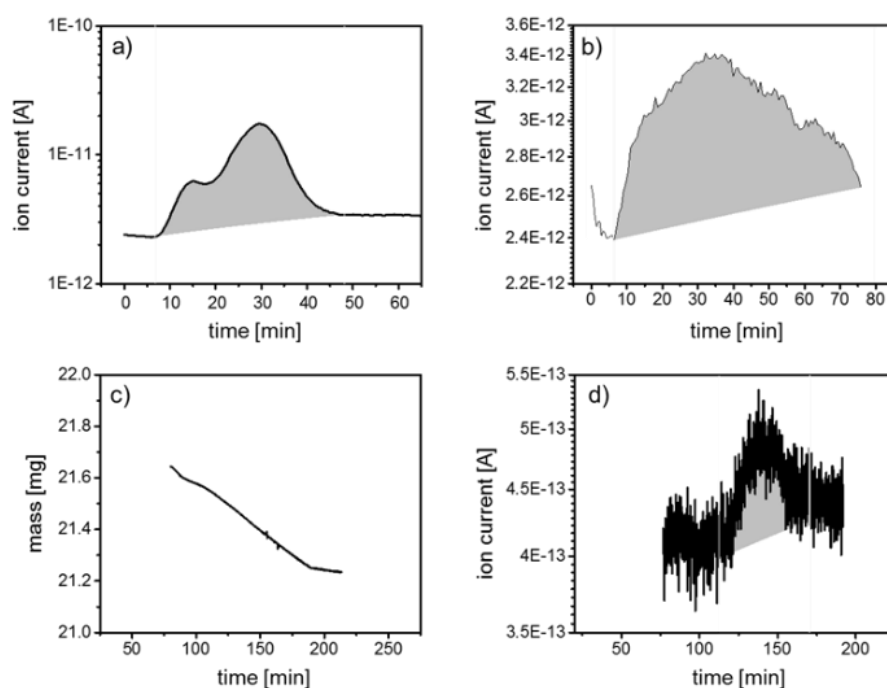 a)
1E-10
1E-11
1E-12
ion current [A]
0 10 20 30 40 50 60
time [min]
b)
3.6E-12
3.4E-12
3.2E-12
3E-12
2.8E-12
2.6E-12
2.4E-12
2.2E-12
ion current [A]
0 10 20 30 40 50 60 70 80
time [min]
c)
22.0
21.8
21.6
21.4
21.2
21.0
mass [mg]
50 100 150 200 250
time [min]
d)
5.5E-13
5E-13
4.5E-13
4E-13
3.5E-13
ion current [A]
50 100 150 200
time [min]